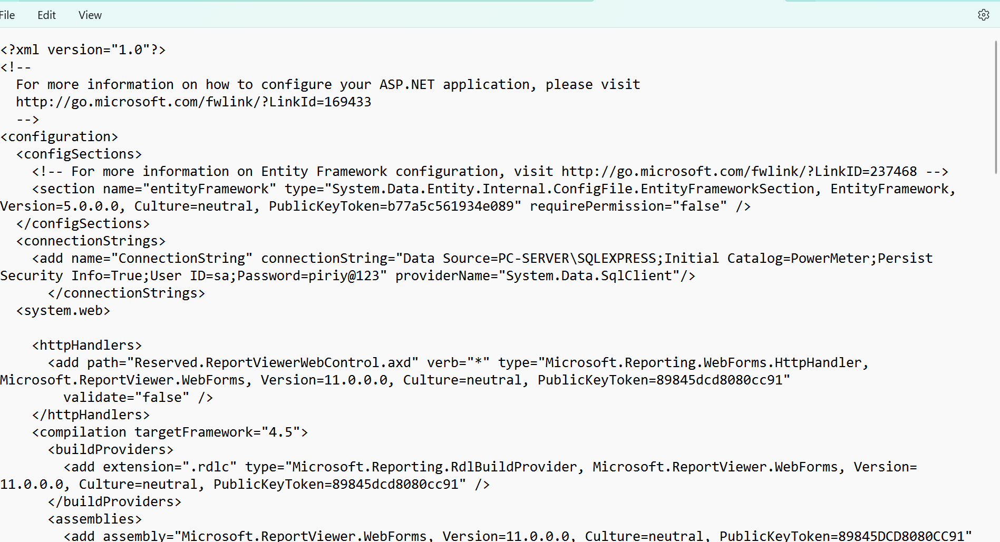 File Edit View
<?xml version="1.0"?>
<!--
  For more information on how to configure your ASP.NET application, please visit
  http://go.microsoft.com/fwlink/?LinkId=169433
  -->
<configuration>
  <configSections>
    <!-- For more information on Entity Framework configuration, visit http://go.microsoft.com/fwlink/?LinkID=237468 -->
    <section name="entityFramework" type="System.Data.Entity.Internal.ConfigFile.EntityFrameworkSection, EntityFramework,
Version=5.0.0.0, Culture=neutral, PublicKeyToken=b77a5c561934e089" requirePermission="false" />
  </configSections>
  <connectionStrings>
    <add name="ConnectionString" connectionString="Data Source=PC-SERVER\SQLEXPRESS;Initial Catalog=PowerMeter;Persist
Security Info=True;User ID=sa;Password=piriy@123" providerName="System.Data.SqlClient"/>
      </connectionStrings>
  <system.web>
    <httpHandlers>
      <add path="Reserved.ReportViewerWebControl.axd" verb="*" type="Microsoft.Reporting.WebForms.HttpHandler,
Microsoft.ReportViewer.WebForms, Version=11.0.0.0, Culture=neutral, PublicKeyToken=89845dcd8080cc91"
        validate="false" />
    </httpHandlers>
    <compilation targetFramework="4.5">
      <buildProviders>
        <add extension=".rdlc" type="Microsoft.Reporting.RdlBuildProvider, Microsoft.ReportViewer.WebForms, Version=
11.0.0.0, Culture=neutral, PublicKeyToken=89845dcd8080cc91" />
      </buildProviders>
      <assemblies>
        <add assembly="Microsoft.ReportViewer.WebForms, Version=11.0.0.0, Culture=neutral, PublicKeyToken=89845DCD8080CC91"